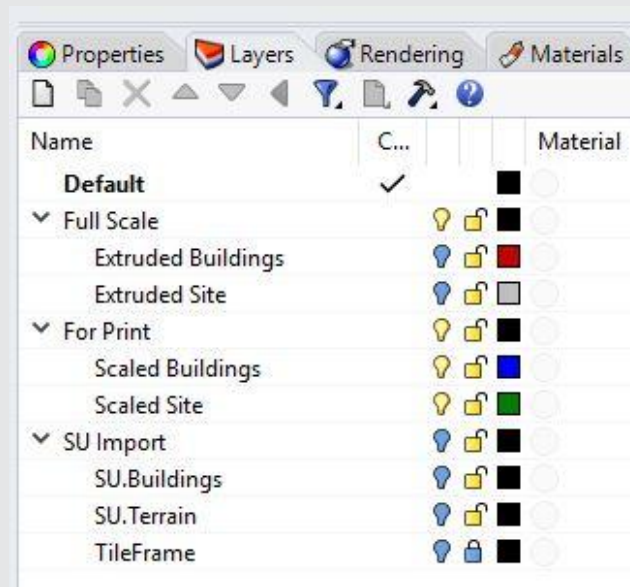 Properties Layers Rendering Materials
Name C... Material
Default
Full Scale
Extruded Buildings
Extruded Site
For Print
Scaled Buildings
Scaled Site
SU Import
SU.Buildings
SU.Terrain
TileFrame